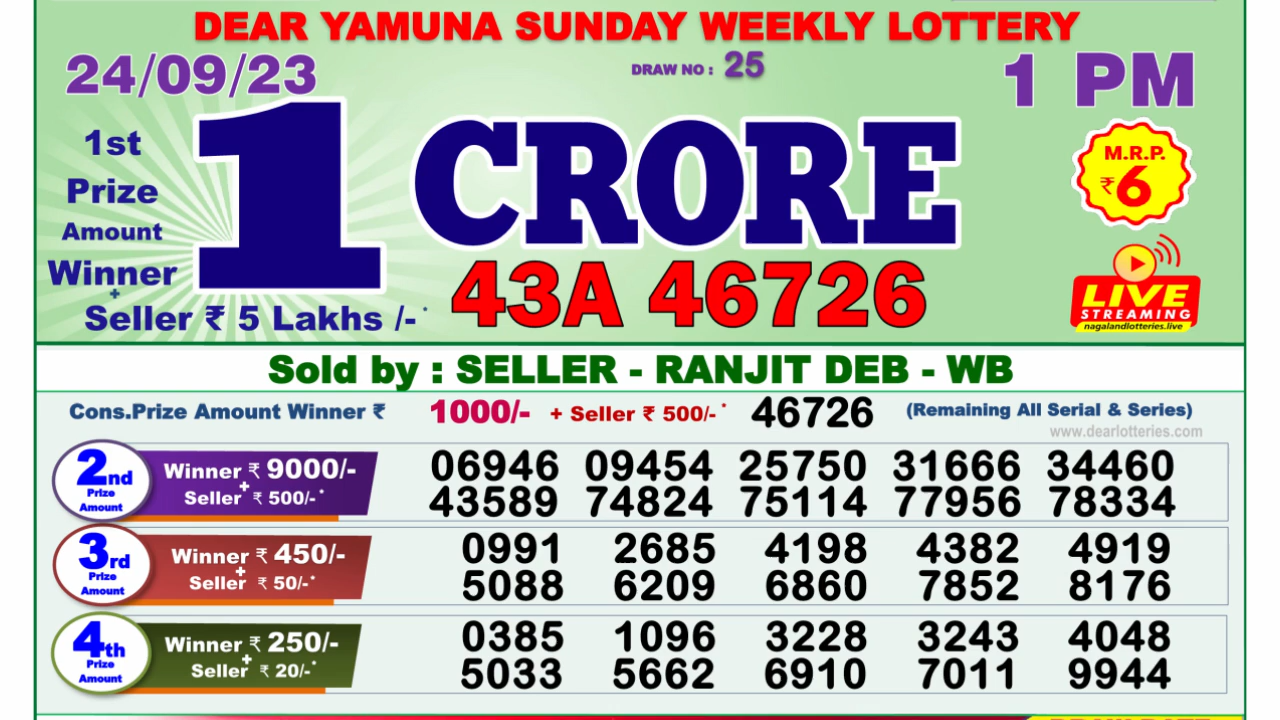 DEAR YAMUNA SUNDAY WEEKLY LOTTERY
24/09/23
DRAW NO : 25
1 PM
1st
Prize
Amount
Winner
+
Seller ₹ 5 Lakhs /-*
1 CRORE
43A 46726
M.R.P.
₹6
LIVE
STREAMING
nagalandlotteries.live
Sold by : SELLER - RANJIT DEB - WB
Cons.Prize Amount Winner ₹ 1000/- + Seller ₹ 500/-* 46726 (Remaining All Serial & Series)
www.dearlotteries.com
2nd
Prize
Amount
Winner ₹ 9000/-
+
Seller ₹ 500/-*
06946 09454 25750 31666 34460
43589 74824 75114 77956 78334
3rd
Prize
Amount
Winner ₹ 450/-
+
Seller ₹ 50/-*
0991 2685 4198 4382 4919
5088 6209 6860 7852 8176
4th
Prize
Amount
Winner ₹ 250/-
+
Seller ₹ 20/-*
0385 1096 3228 3243 4048
5033 5662 6910 7011 9944